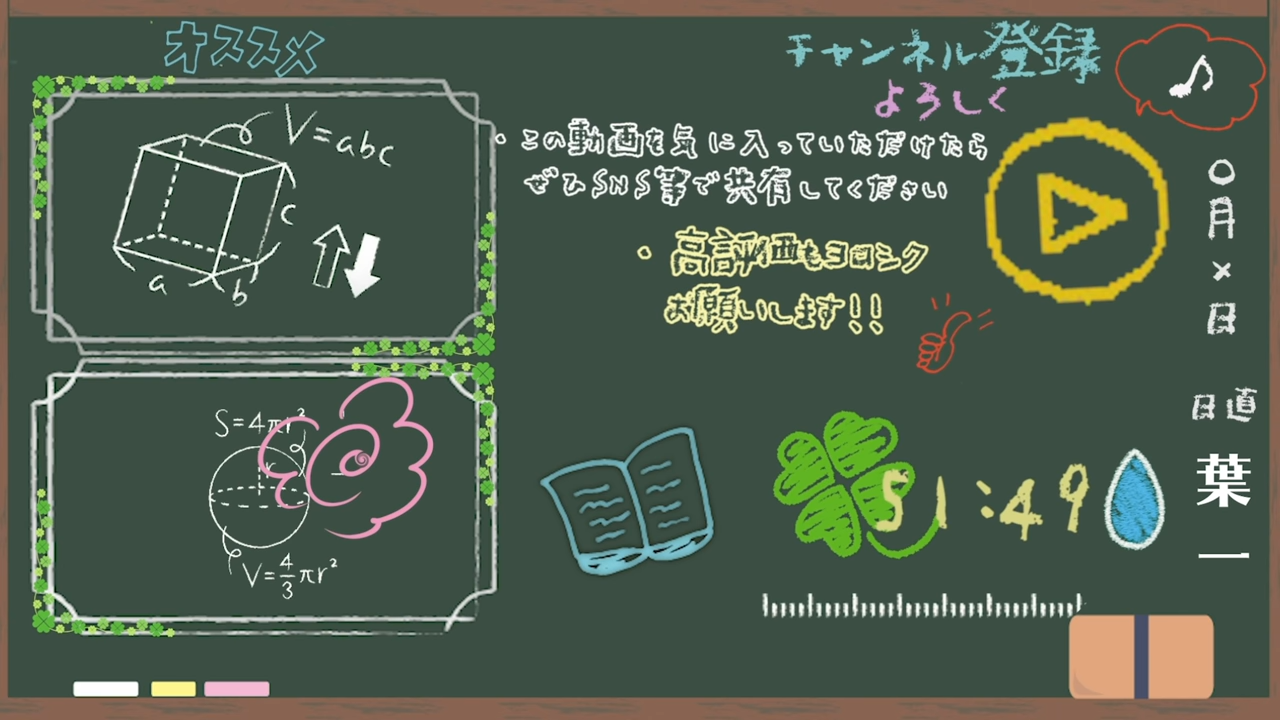 オススメ
V=abc
c
a
b
S=4πr²
r
V=4/3πr²
チャンネル登録
よろしく
・この動画を気に入っていただけたら
ぜひSNS等で共有してください
・高評価もヨロシク
お願いします!!
51:49
〇月×日
日直
葉一